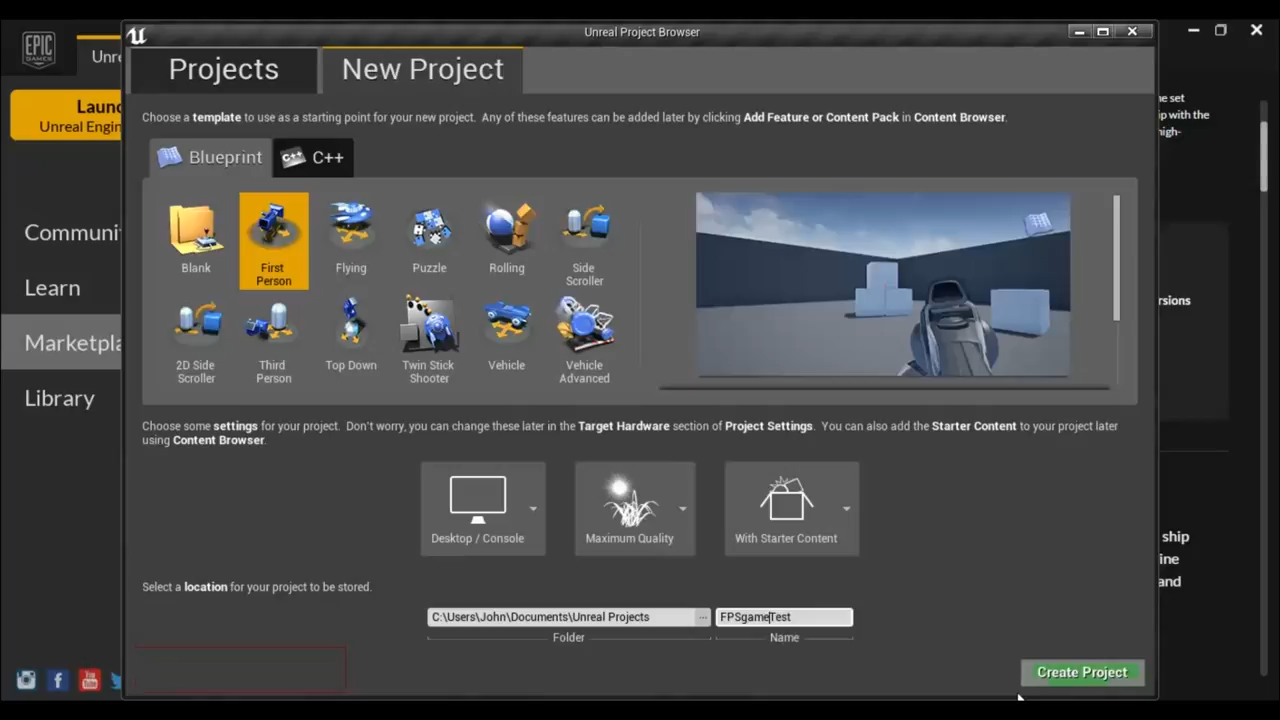 Unreal Project Browser
EPIC
GAMES
Projects
New Project
Choose a template to use as a starting point for your new project. Any of these features can be added later by clicking Add Feature or Content Pack in Content Browser.
Blueprint
C++
C++
Blank
First
Person
Flying
Puzzle
Rolling
Side
Scroller
2D Side
Scroller
Third
Person
Top Down
Twin Stick
Shooter
Vehicle
Vehicle
Advanced
Choose some settings for your project. Don't worry, you can change these later in the Target Hardware section of Project Settings. You can also add the Starter Content to your project later
using Content Browser.
Desktop / Console
Maximum Quality
With Starter Content
Select a location for your project to be stored.
C:\Users\John\Documents\Unreal Projects
...
FPSgameTest
Folder
Name
Create Project
Unre
Launc
Unreal Engin
Communi
Learn
Marketpla
Library
You
Tube
e set
p with the
igh-
rsions
ship
ine
and